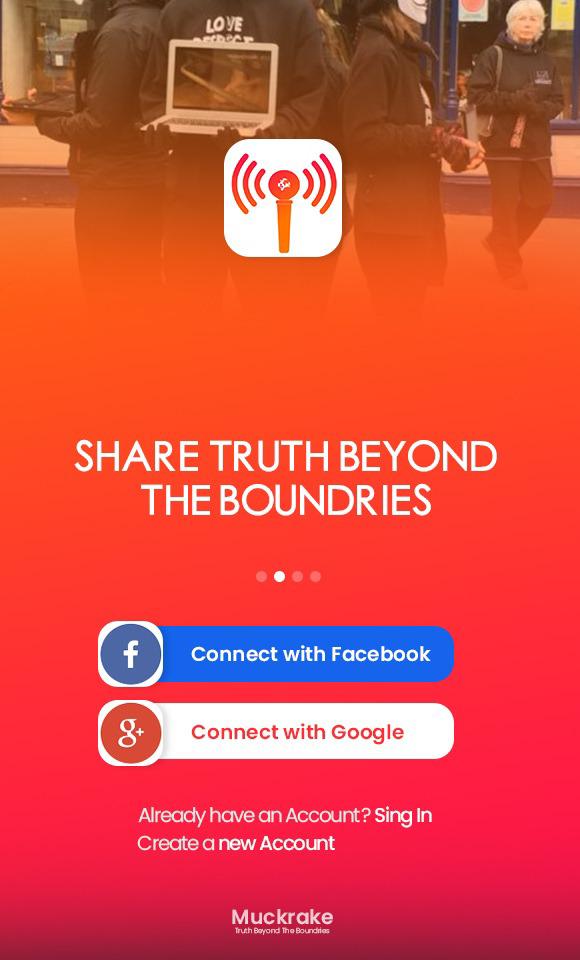 LOVE
RESPECT
SHARE TRUTH BEYOND
THE BOUNDRIES
f
Connect with Facebook
g+
Connect with Google
Already have an Account? Sing In
Create a new Account
Muckrake
Truth Beyond The Boundries